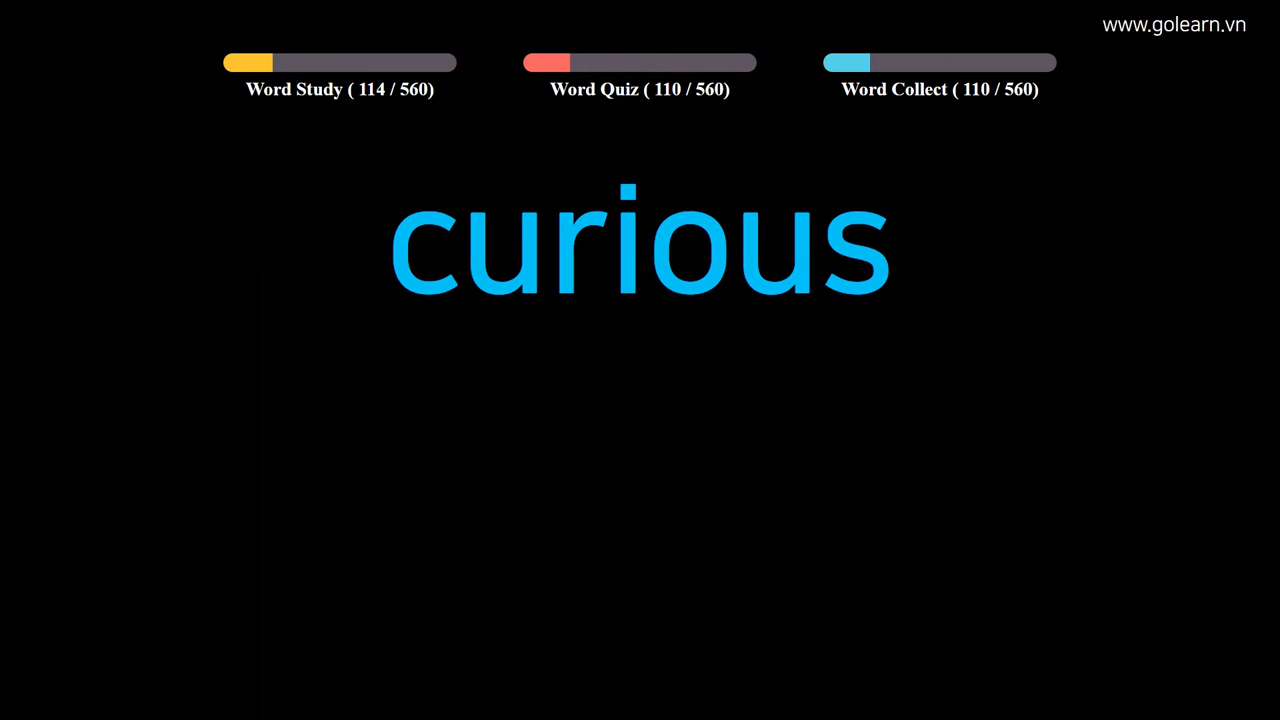 www.golearn.vn
Word Study ( 114 / 560)
Word Quiz ( 110 / 560)
Word Collect ( 110 / 560)
curious